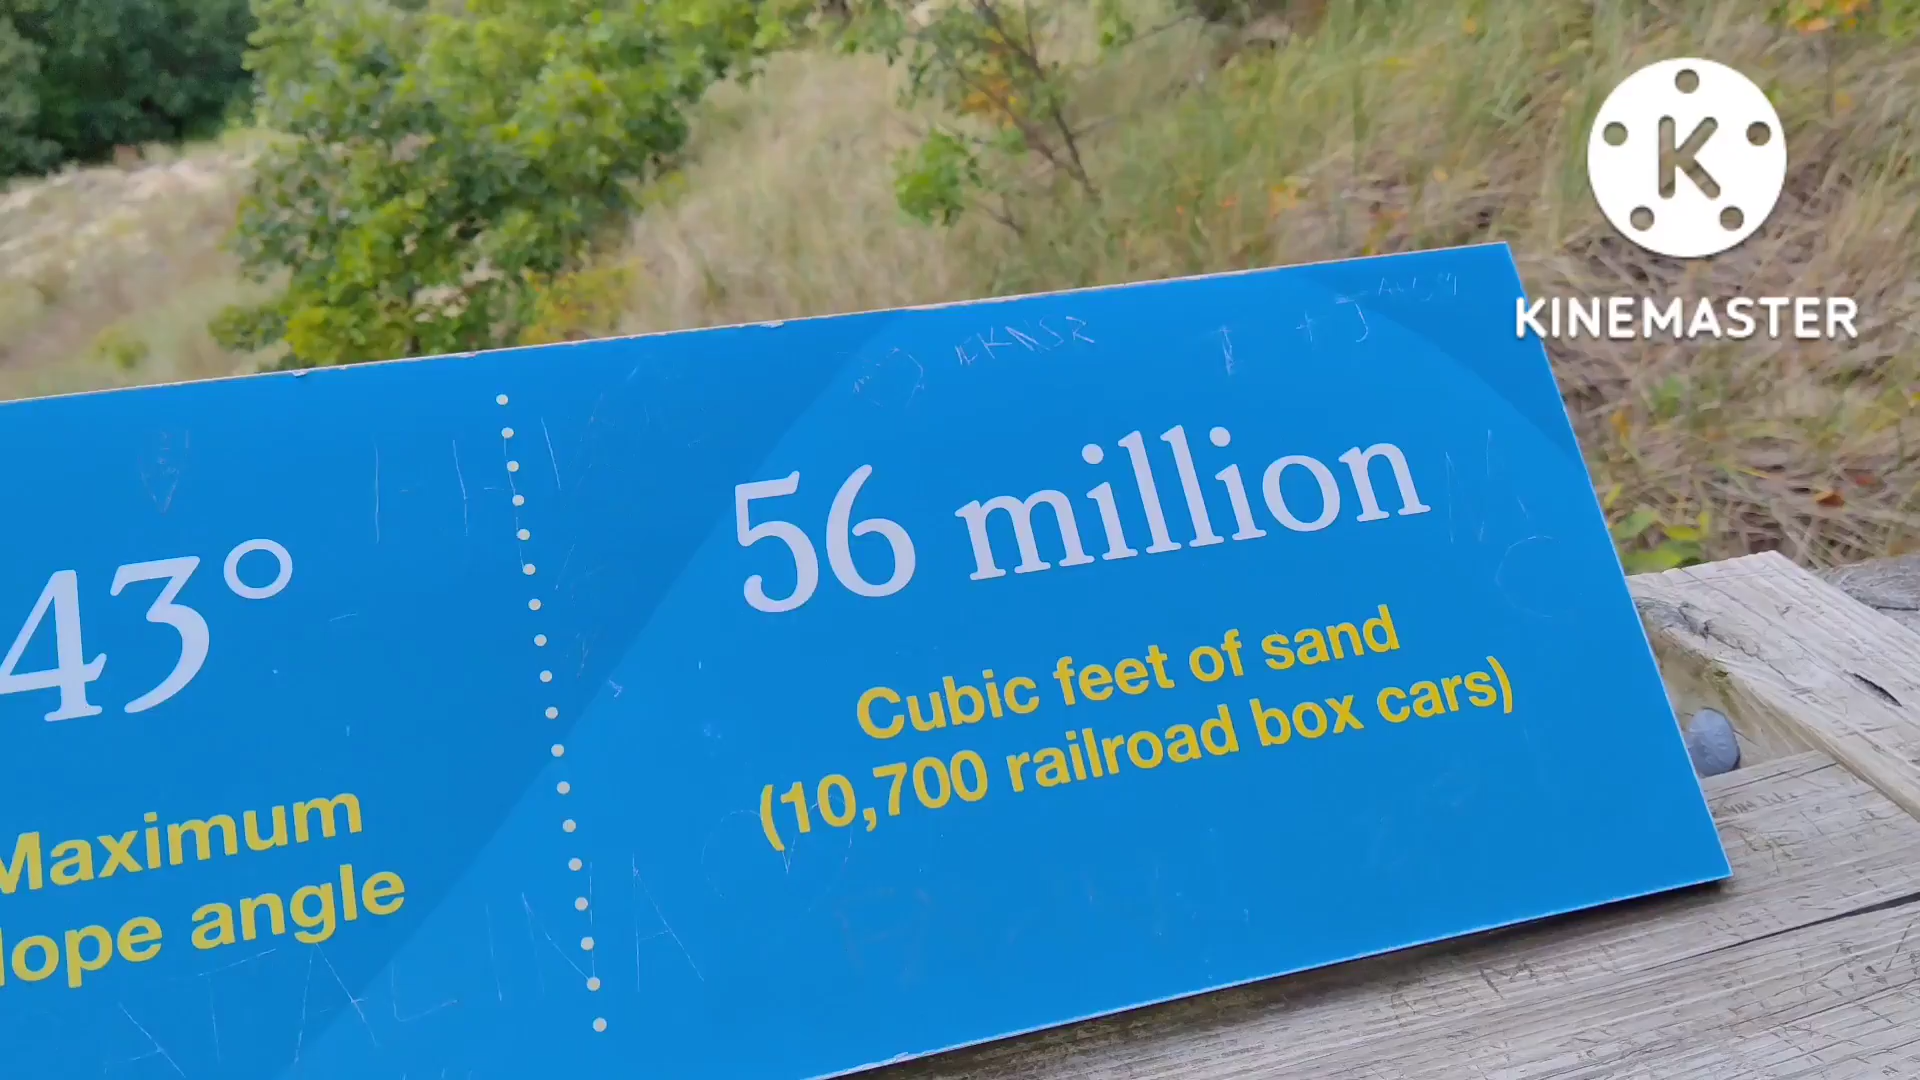 K
KINEMASTER
43°
Maximum
lope angle
56 million
Cubic feet of sand
(10,700 railroad box cars)